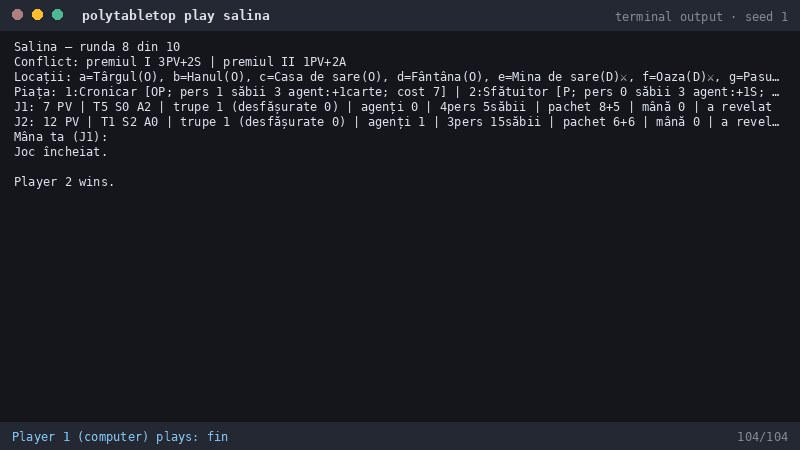 polytabletop play salina
terminal output · seed 1
Salina — runda 8 din 10
Conflict: premiul I 3PV+2S | premiul II 1PV+2A
Locații: a=Târgul(O), b=Hanul(O), c=Casa de sare(O), d=Fântâna(O), e=Mina de sare(D)⚔, f=Oaza(D)⚔, g=Pasu…
Piața: 1:Cronicar [OP; pers 1 săbii 3 agent:+1carte; cost 7] | 2:Sfătuitor [P; pers 0 săbii 3 agent:+1S; …
J1: 7 PV | T5 S0 A2 | trupe 1 (desfășurate 0) | agenți 0 | 4pers 5săbii | pachet 8+5 | mână 0 | a revelat
J2: 12 PV | T1 S2 A0 | trupe 1 (desfășurate 0) | agenți 1 | 3pers 15săbii | pachet 6+6 | mână 0 | a revel…
Mâna ta (J1):
Joc încheiat.
Player 2 wins.
Player 1 (computer) plays: fin
104/104